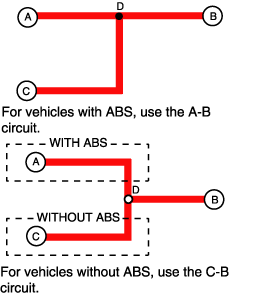 A
D
B
C
For vehicles with ABS, use the A-B
circuit.
WITH ABS
A
D
B
WITHOUT ABS
C
For vehicles without ABS, use the C-B
circuit.